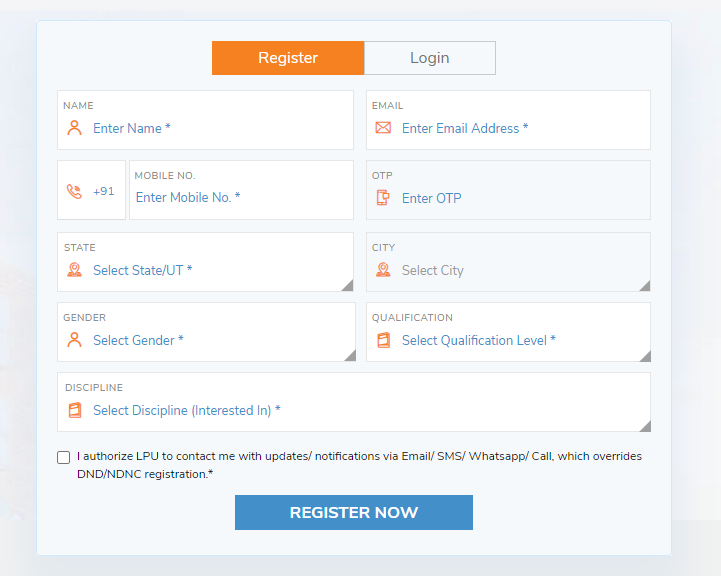 Register
Login
NAME
Enter Name *
EMAIL
Enter Email Address *
+91
MOBILE NO.
Enter Mobile No. *
OTP
Enter OTP
STATE
Select State/UT *
CITY
Select City
GENDER
Select Gender *
QUALIFICATION
Select Qualification Level *
DISCIPLINE
Select Discipline (Interested In) *
I authorize LPU to contact me with updates/ notifications via Email/ SMS/ Whatsapp/ Call, which overrides
DND/NDNC registration.*
REGISTER NOW